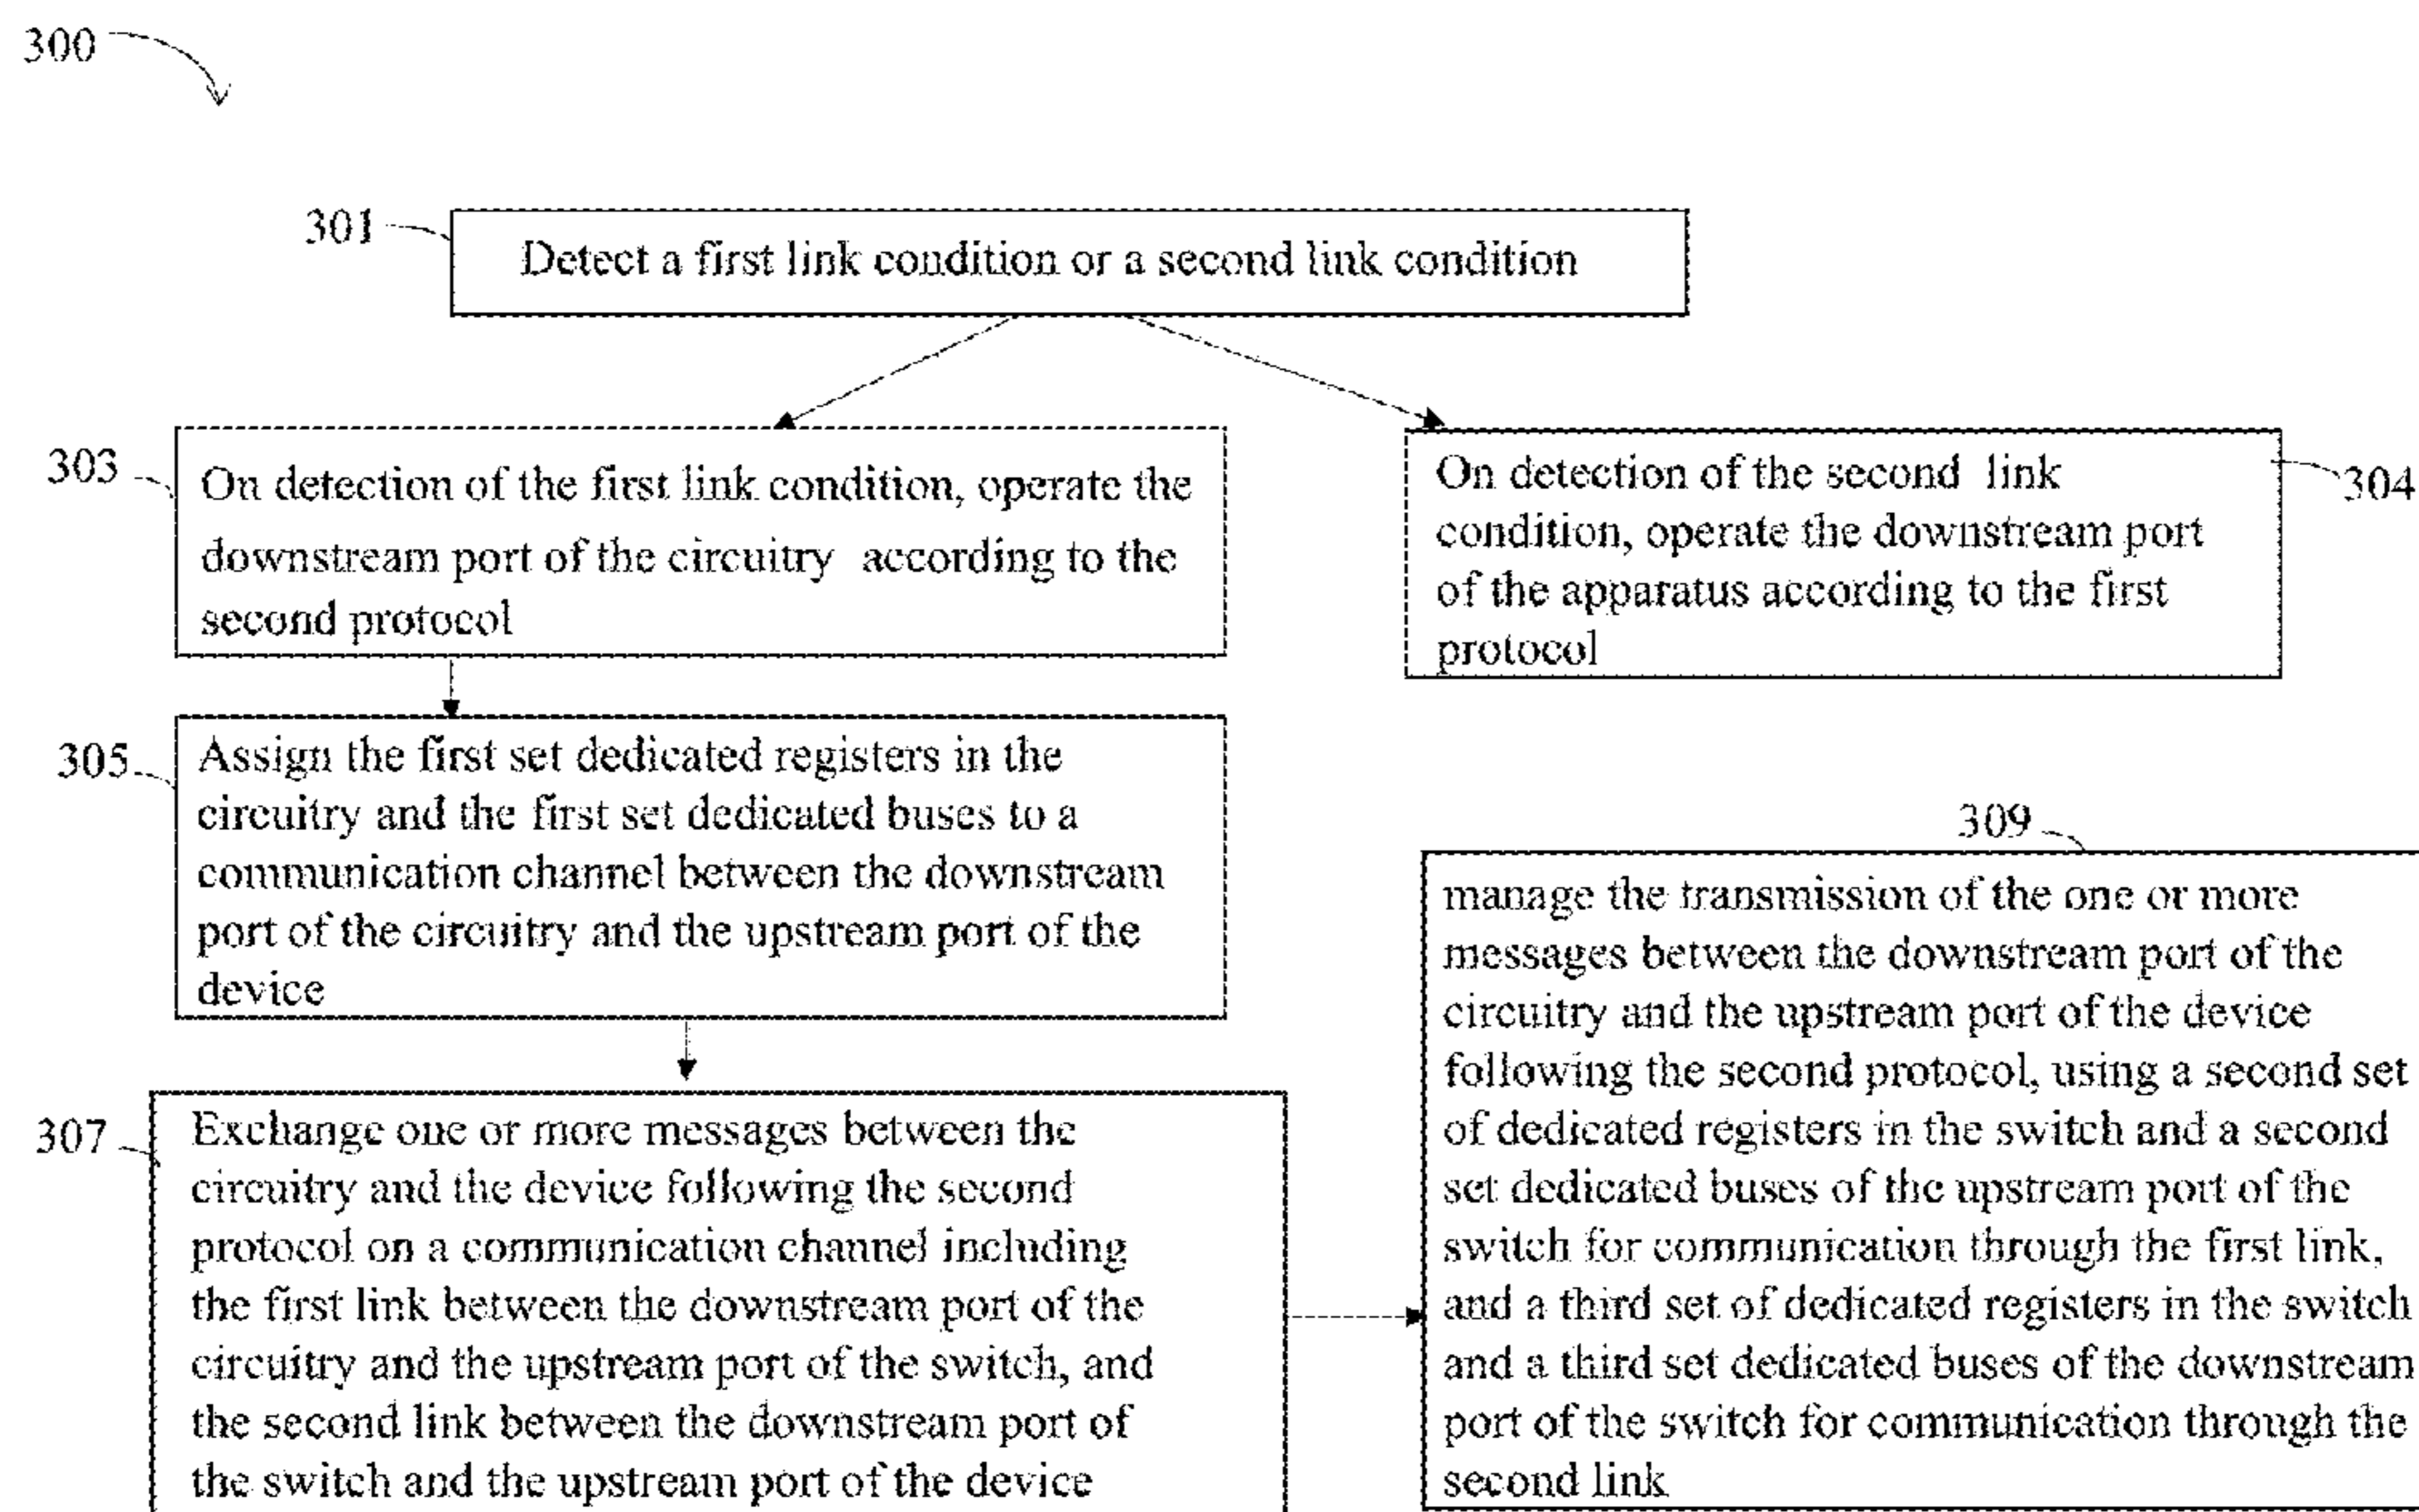 300
301
Detect a first link condition or a second link condition
303
On detection of the first link condition, operate the
downstream port of the circuitry according to the
second protocol
On detection of the second link
condition, operate the downstream port
of the apparatus according to the first
protocol
304
305
Assign the first set dedicated registers in the
circuitry and the first set dedicated buses to a
communication channel between the downstream
port of the circuitry and the upstream port of the
device
307
Exchange one or more messages between the
circuitry and the device following the second
protocol on a communication channel including
the first link between the downstream port of the
circuitry and the upstream port of the switch, and
the second link between the downstream port of
the switch and the upstream port of the device
309
manage the transmission of the one or more
messages between the downstream port of the
circuitry and the upstream port of the device
following the second protocol, using a second set
of dedicated registers in the switch and a second
set dedicated buses of the upstream port of the
switch for communication through the first link,
and a third set of dedicated registers in the switch
and a third set dedicated buses of the downstream
port of the switch for communication through the
second link